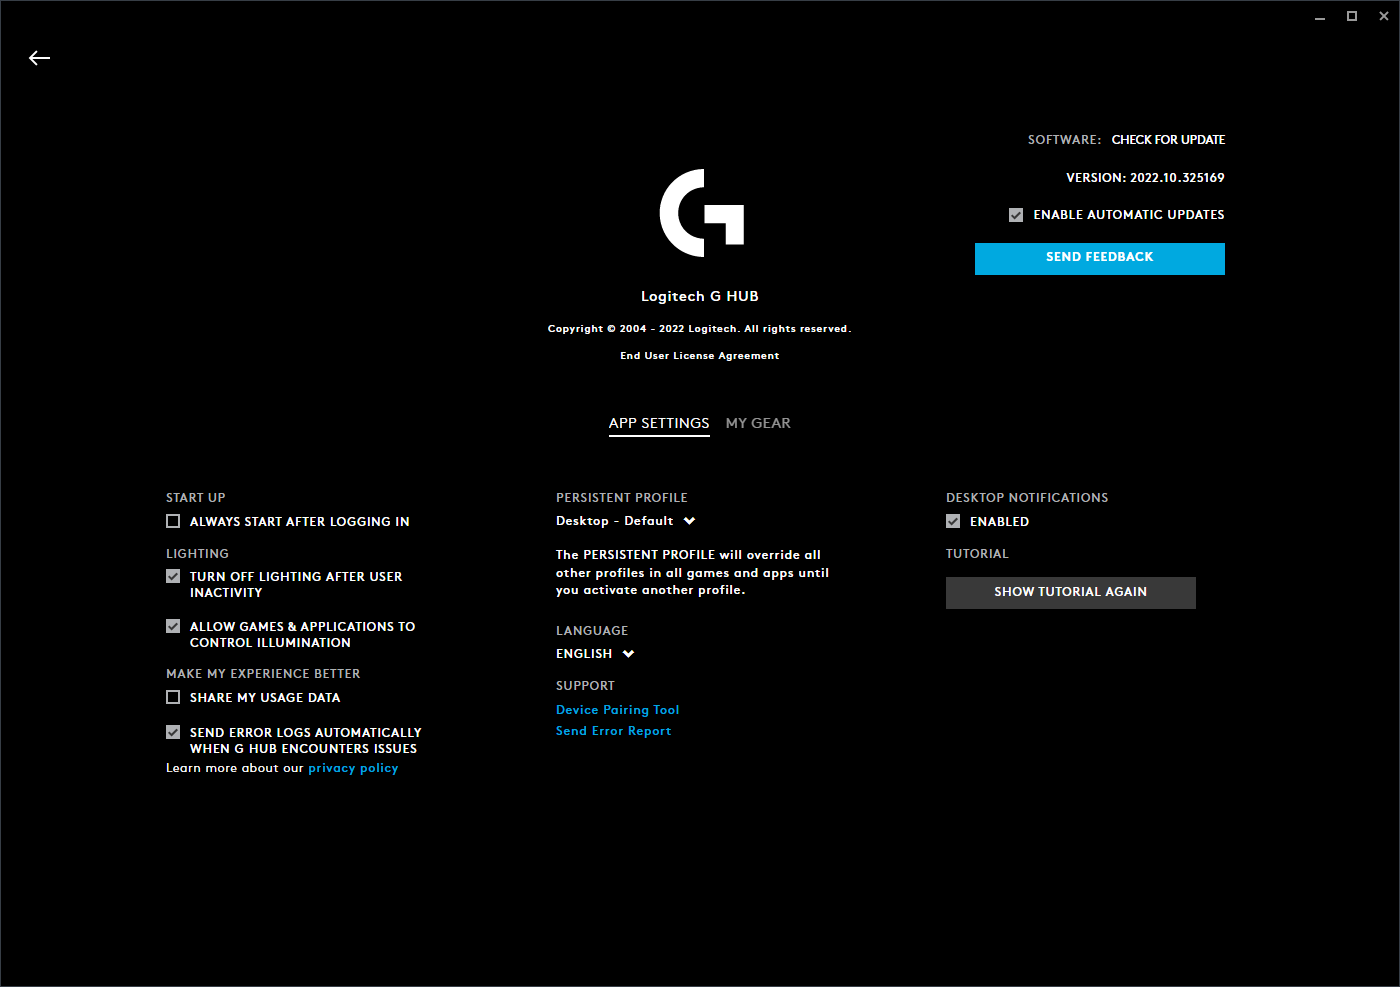 SOFTWARE: CHECK FOR UPDATE
VERSION: 2022.10.325169
ENABLE AUTOMATIC UPDATES
SEND FEEDBACK
Logitech G HUB
Copyright © 2004 - 2022 Logitech. All rights reserved.
End User License Agreement
APP SETTINGS MY GEAR
START UP
ALWAYS START AFTER LOGGING IN
LIGHTING
TURN OFF LIGHTING AFTER USER
INACTIVITY
ALLOW GAMES & APPLICATIONS TO
CONTROL ILLUMINATION
MAKE MY EXPERIENCE BETTER
SHARE MY USAGE DATA
SEND ERROR LOGS AUTOMATICALLY
WHEN G HUB ENCOUNTERS ISSUES
Learn more about our privacy policy
PERSISTENT PROFILE
Desktop - Default
The PERSISTENT PROFILE will override all
other profiles in all games and apps until
you activate another profile.
LANGUAGE
ENGLISH
SUPPORT
Device Pairing Tool
Send Error Report
DESKTOP NOTIFICATIONS
ENABLED
TUTORIAL
SHOW TUTORIAL AGAIN